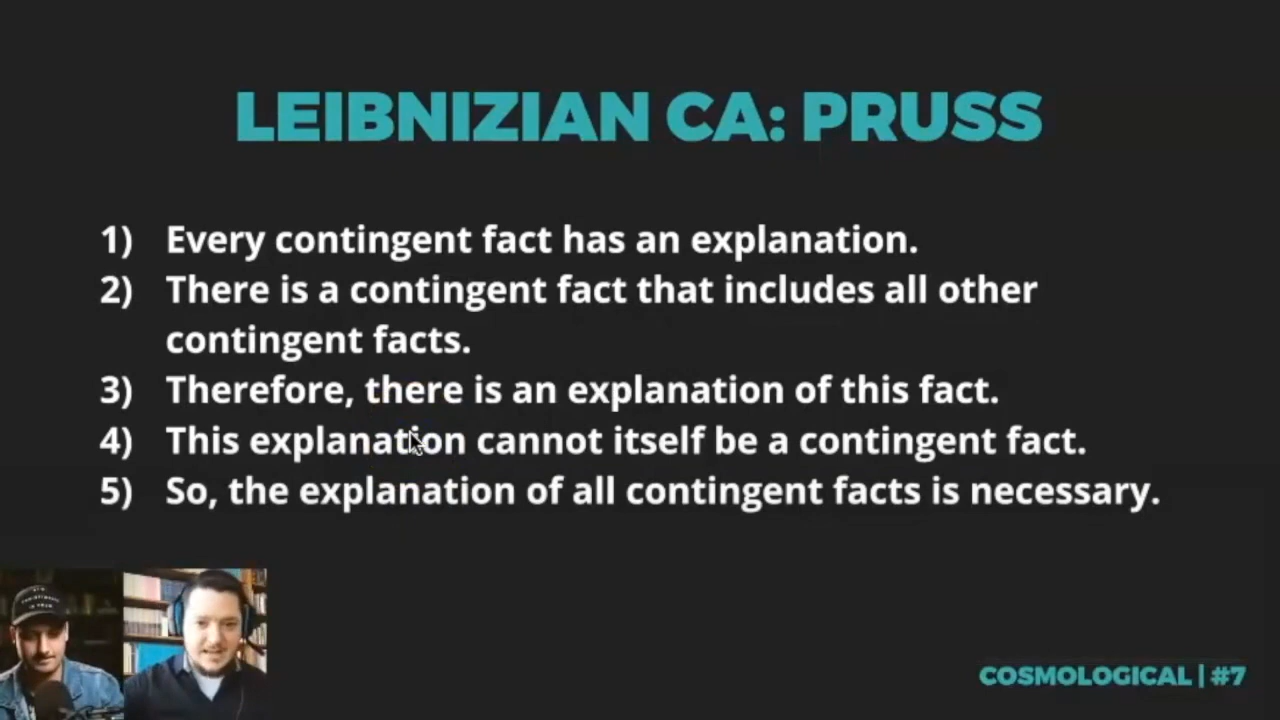 LEIBNIZIAN CA: PRUSS
1) Every contingent fact has an explanation.
2) There is a contingent fact that includes all other
contingent facts.
3) Therefore, there is an explanation of this fact.
4) This explanation cannot itself be a contingent fact.
5) So, the explanation of all contingent facts is necessary.
COSMOLOGICAL | #7